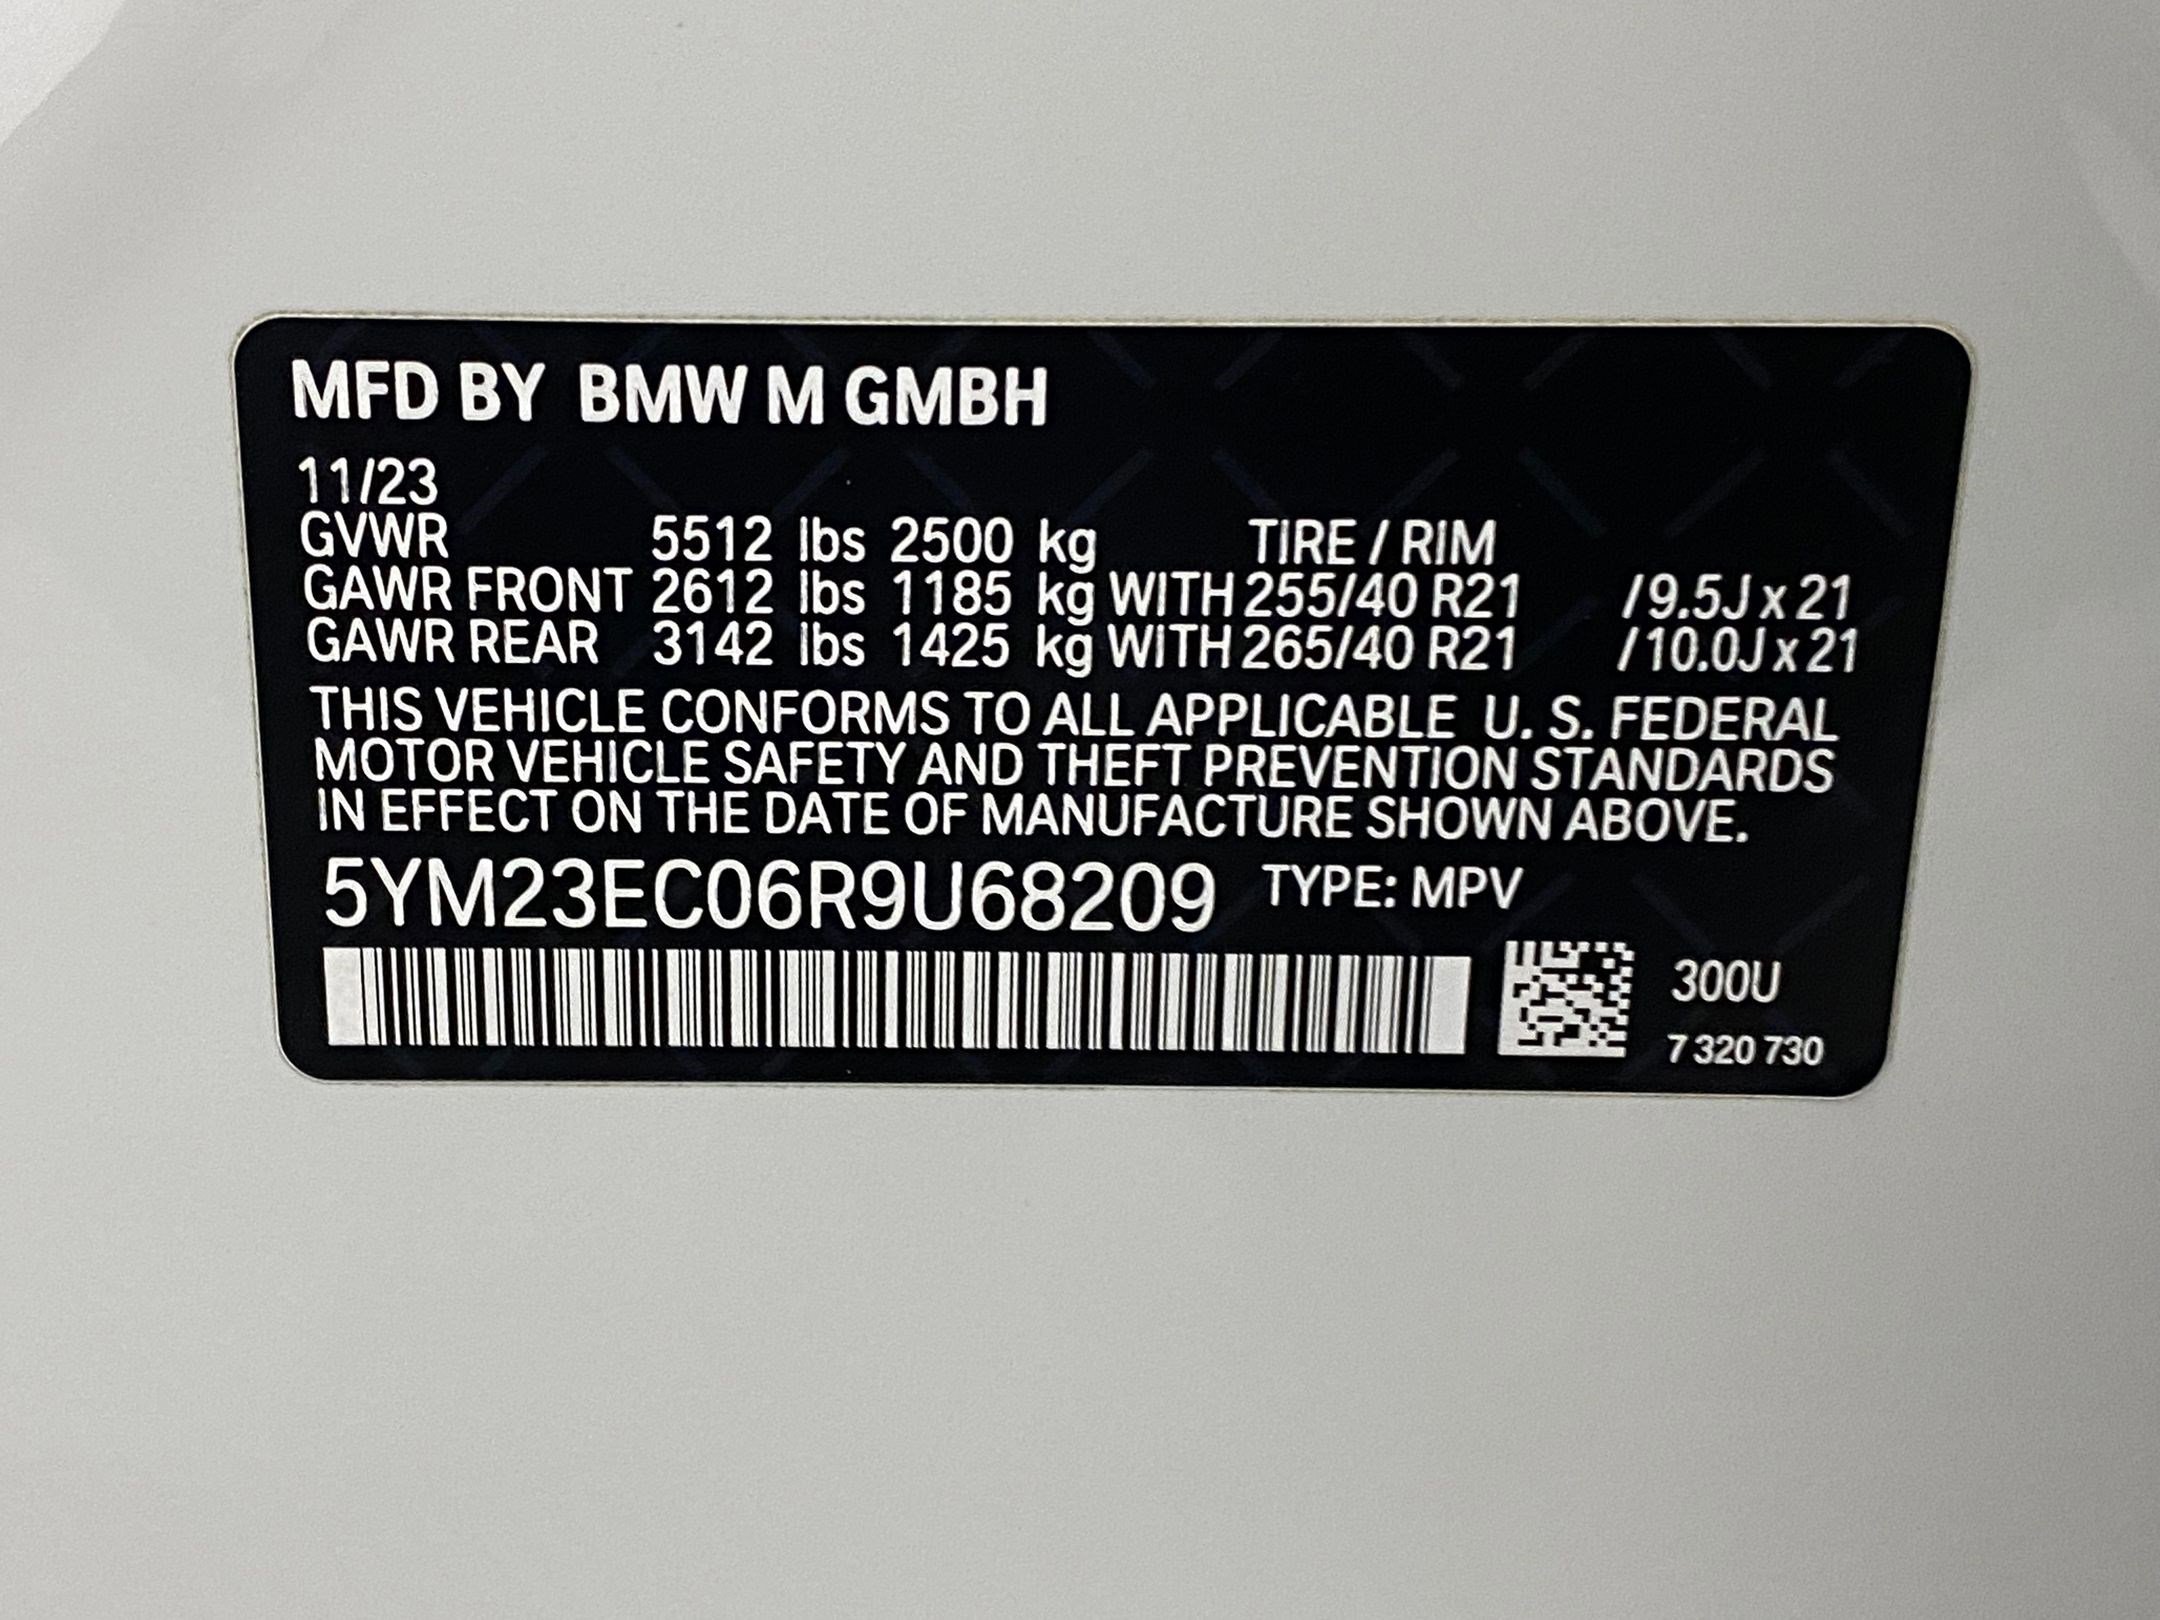 MFD BY BMW M GMBH
11/23
GVWR 5512 lbs 2500 kg TIRE / RIM
GAWR FRONT 2612 lbs 1185 kg WITH 255/40 R21 /9.5J x 21
GAWR REAR 3142 lbs 1425 kg WITH 265/40 R21 /10.0J x 21
THIS VEHICLE CONFORMS TO ALL APPLICABLE U. S. FEDERAL
MOTOR VEHICLE SAFETY AND THEFT PREVENTION STANDARDS
IN EFFECT ON THE DATE OF MANUFACTURE SHOWN ABOVE.
5YM23EC06R9U68209 TYPE: MPV
300U
7 320 730